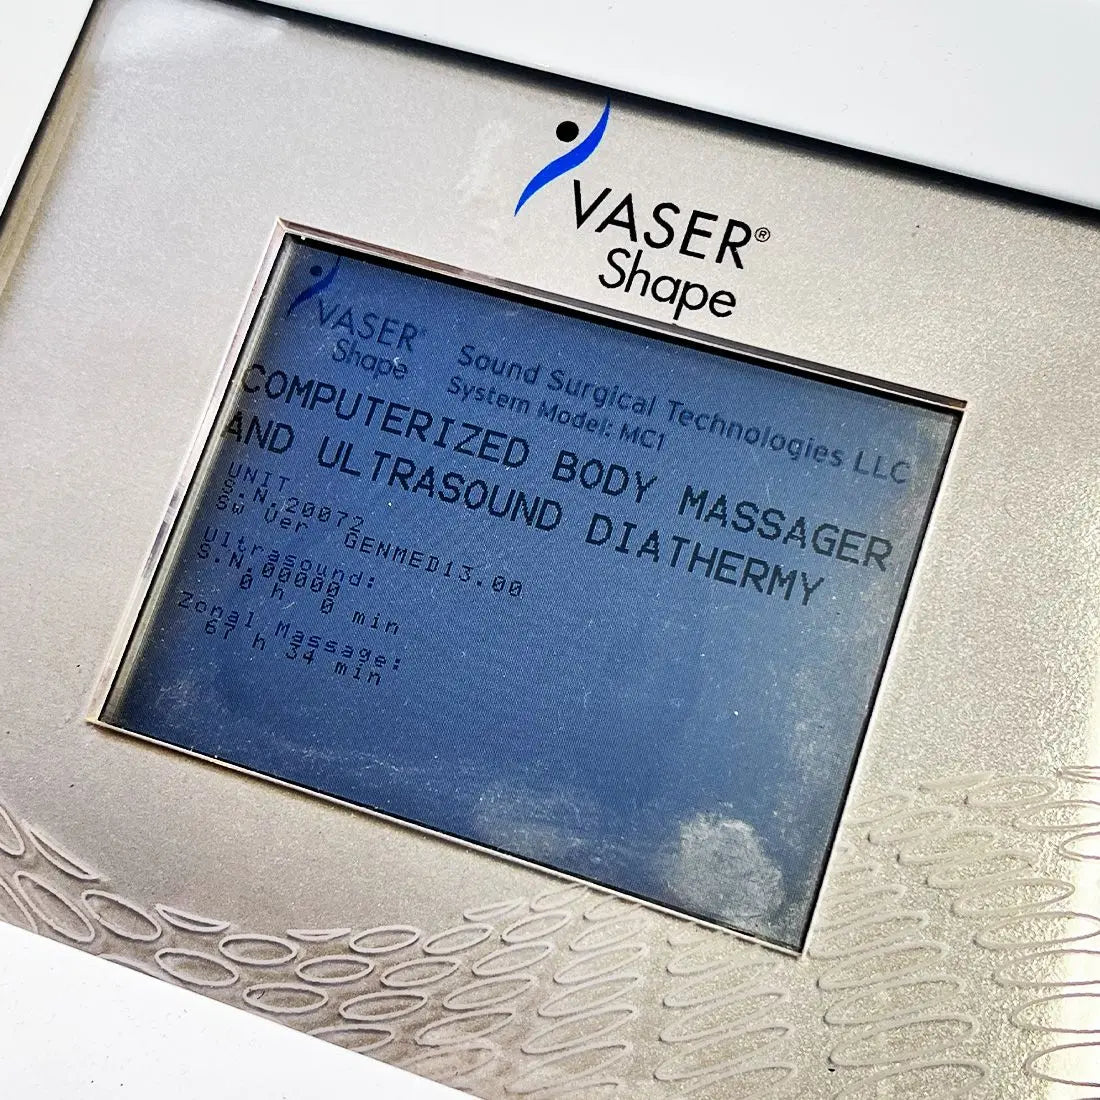 VASER®
Shape
VASER®
Shape
Sound Surgical Technologies LLC
System Model: MC1
COMPUTERIZED BODY MASSAGER
AND ULTRASOUND DIATHERMY
UNIT
S.N.20072
SW Ver GENMED13.00
Ultrasound:
S.N.00000
0 h 0 min
Zonal Massage:
67 h 34 min